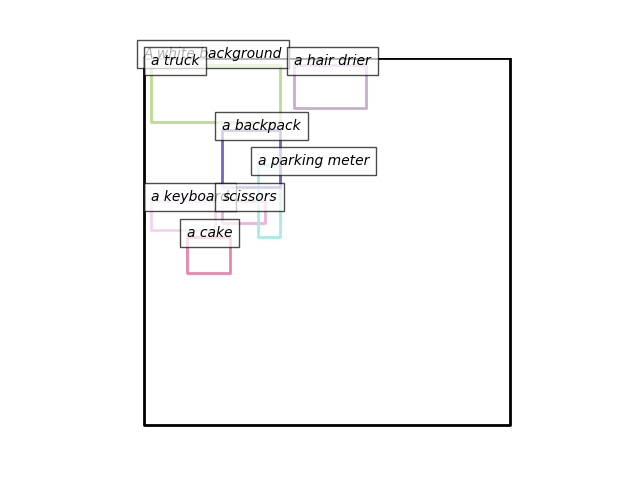 A white background
a truck
a hair drier
a backpack
a parking meter
a keyboard
scissors
a cake